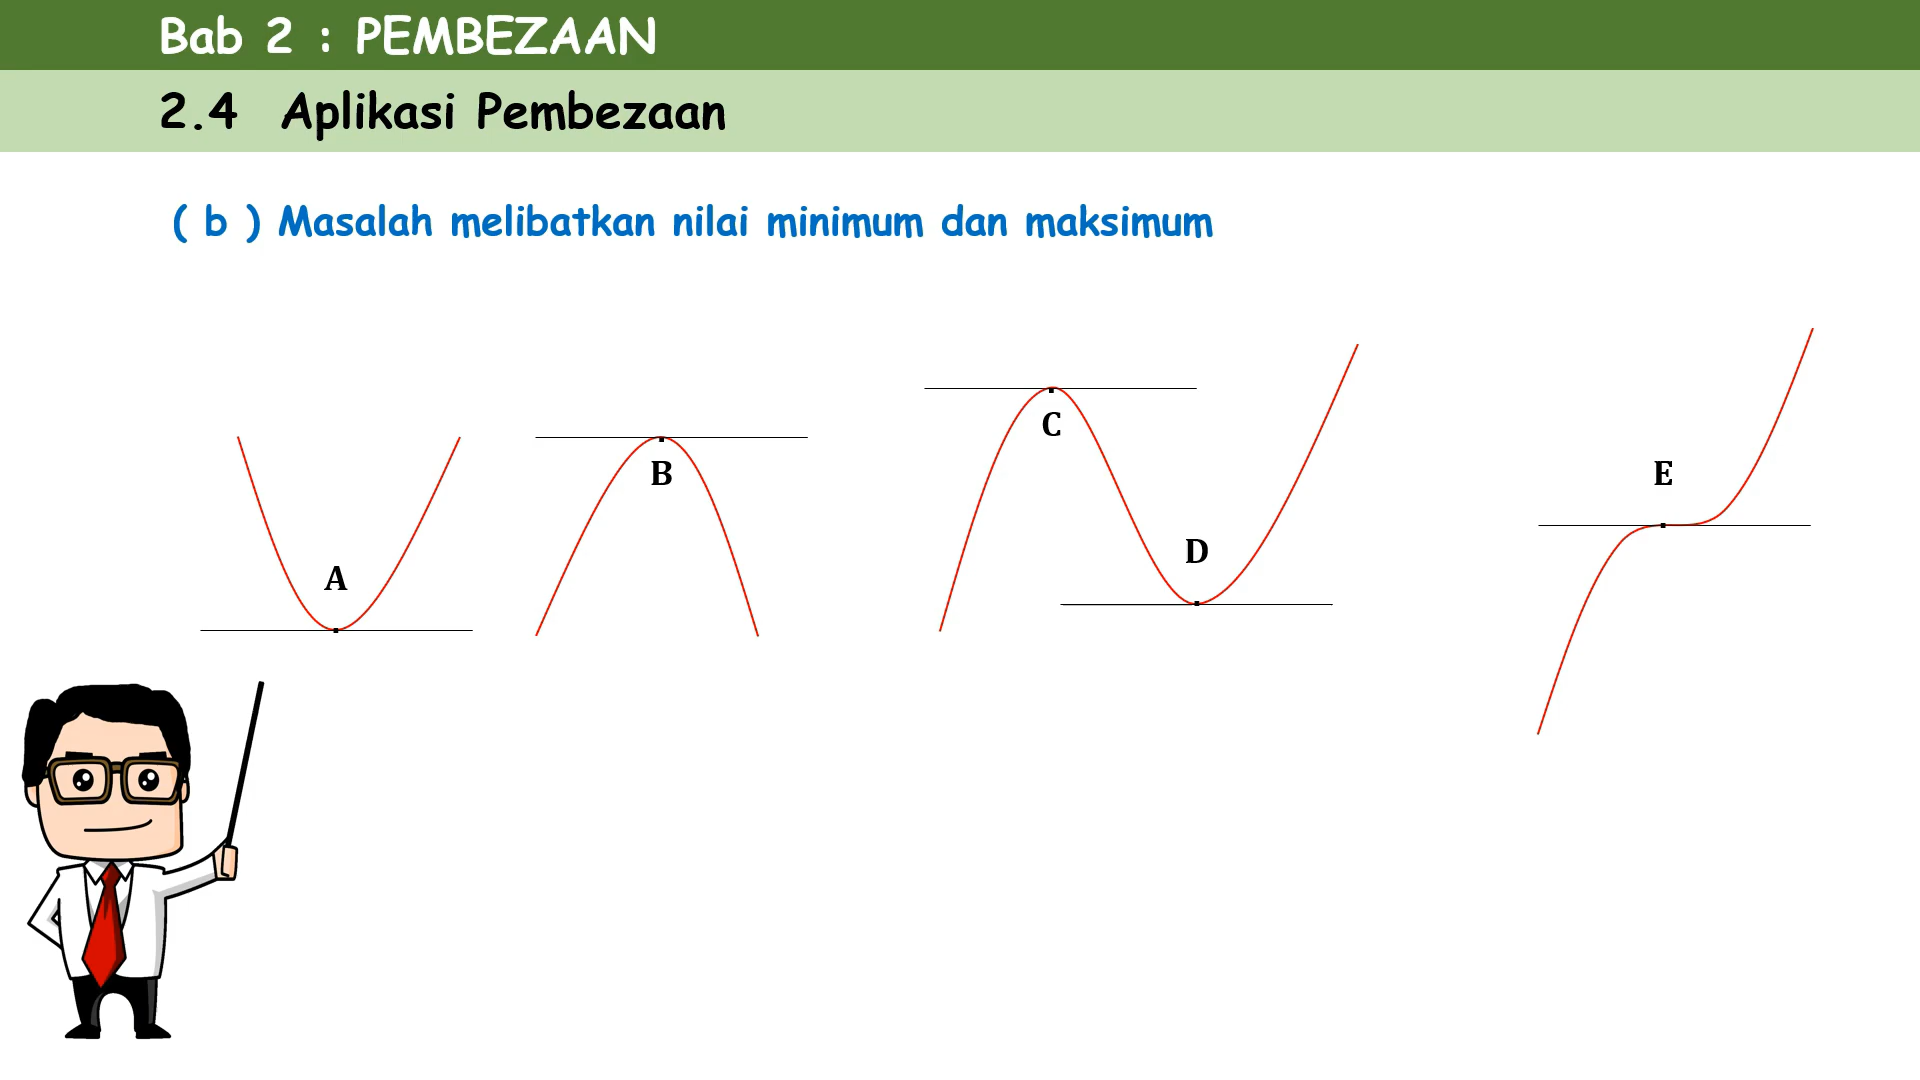 Bab 2 : PEMBEZAAN
2.4 Aplikasi Pembezaan
( b ) Masalah melibatkan nilai minimum dan maksimum
A
B
C
D
E